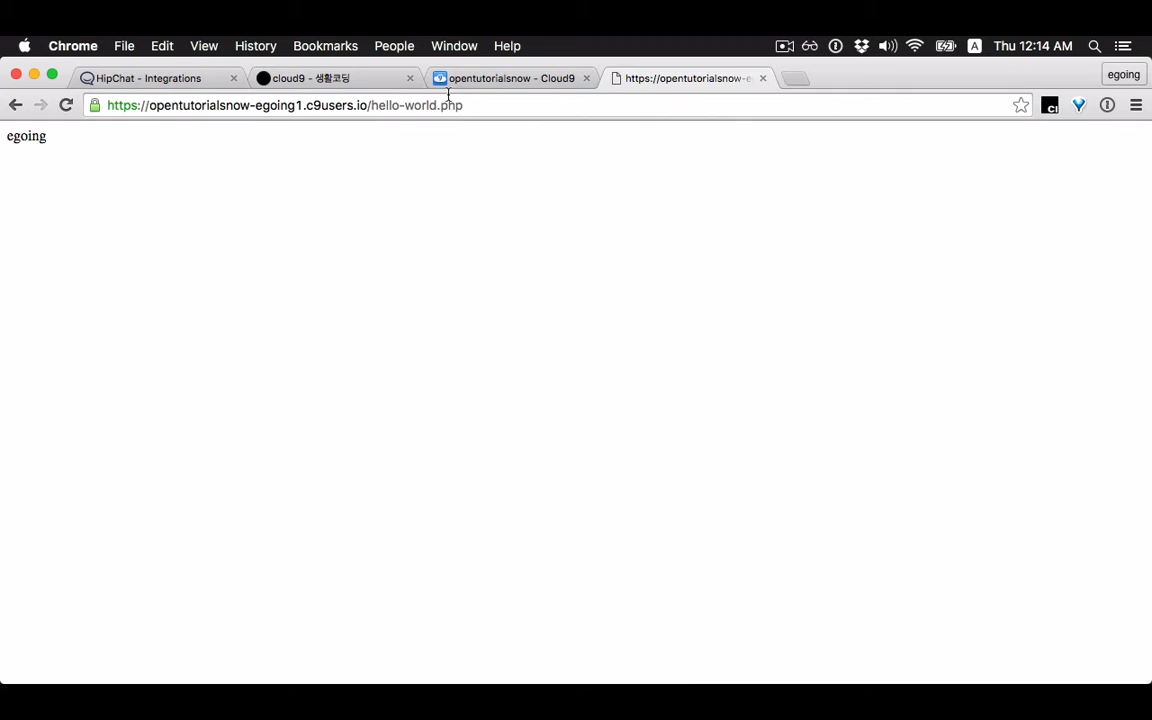 Chrome File Edit View History Bookmarks People Window Help A Thu 12:14 AM
HipChat - Integrations cloud9 - 생활코딩 opentutorialsnow - Cloud9 https://opentutorialsnow-e egoing
https://opentutorialsnow-egoing1.c9users.io/hello-world.php
egoing